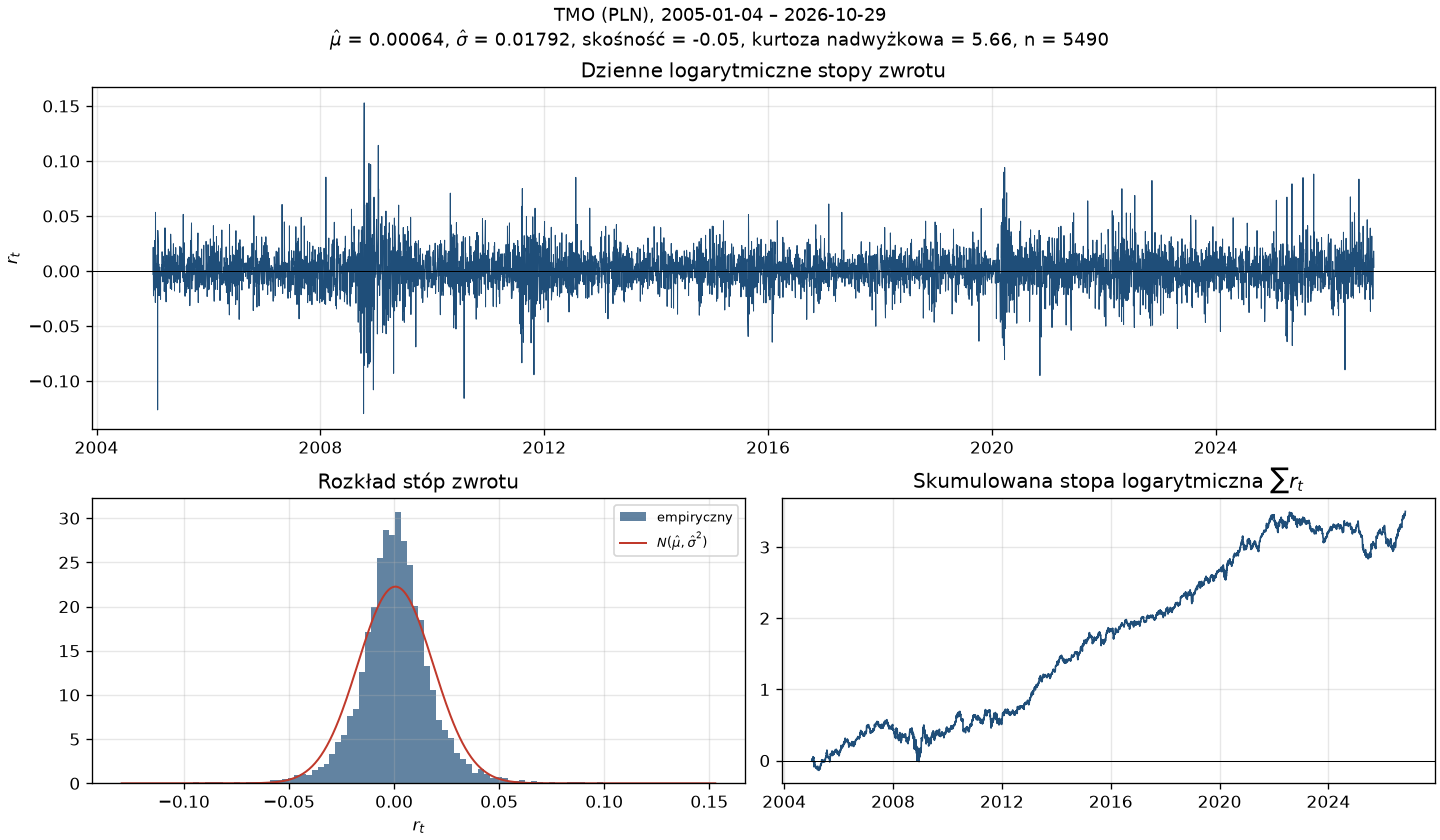 TMO (PLN), 2005-01-04 – 2026-10-29
μ̂ = 0.00064, σ̂ = 0.01792, skośność = -0.05, kurtoza nadwyżkowa = 5.66, n = 5490
Dzienne logarytmiczne stopy zwrotu
0.15
0.10
0.05
0.00
−0.05
−0.10
r_t
2004 2008 2012 2016 2020 2024
Rozkład stóp zwrotu
30
25
20
15
10
5
0
empiryczny
N(μ̂, σ̂²)
−0.10 −0.05 0.00 0.05 0.10 0.15
r_t
Skumulowana stopa logarytmiczna ∑r_t
3
2
1
0
2004 2008 2012 2016 2020 2024